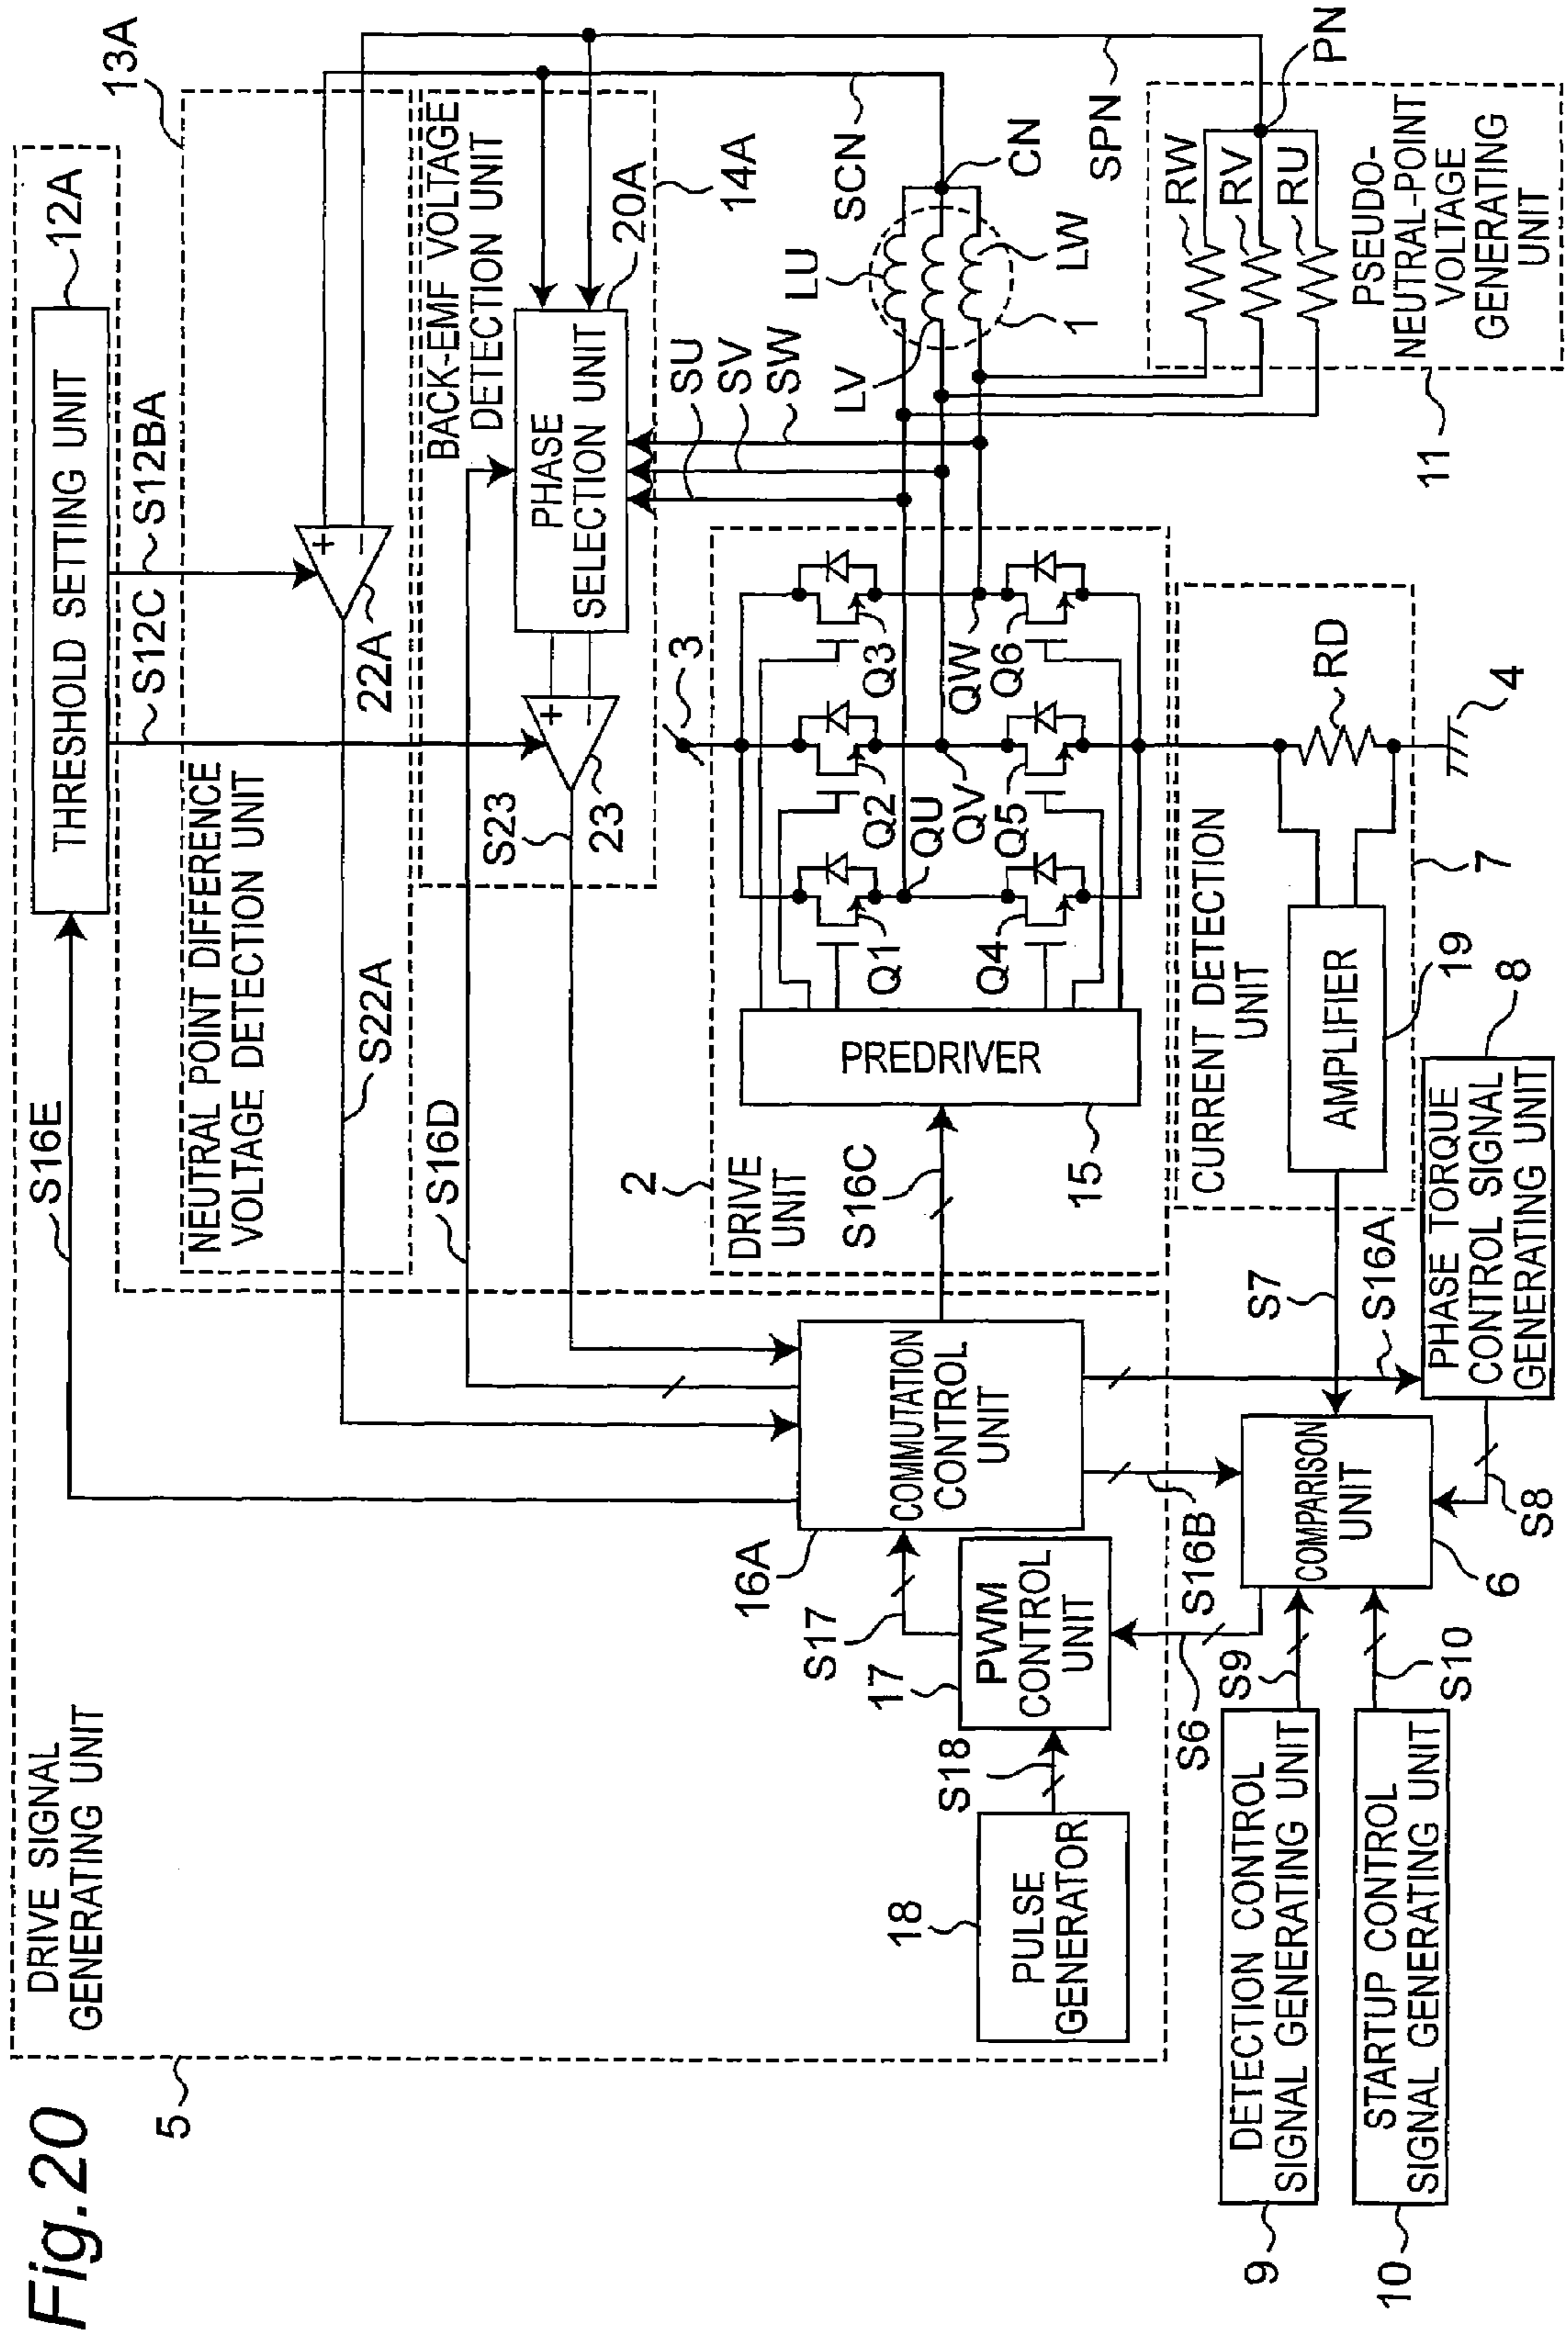 Fig.20
5
DRIVE SIGNAL
GENERATING UNIT
S16E
THRESHOLD SETTING UNIT
12A
13A
S12C
S12BA
NEUTRAL POINT DIFFERENCE
VOLTAGE DETECTION UNIT
S22A
22A
+
−
BACK-EMF VOLTAGE
DETECTION UNIT
14A
S16D
S23
23
+
−
PHASE
SELECTION UNIT
20A
SU
SV
SW
SCN
SPN
2
DRIVE
UNIT
3
PREDRIVER
15
S16C
Q1
Q2
Q3
QU
QV
QW
Q4
Q5
Q6
LU
LV
LW
CN
1
PN
RW
RV
RU
PSEUDO-
NEUTRAL-POINT
VOLTAGE
GENERATING
UNIT
11
16A
COMMUTATION
CONTROL
UNIT
S17
17
PWM
CONTROL
UNIT
S18
18
PULSE
GENERATOR
S6
S16B
S16A
S7
CURRENT DETECTION
UNIT
AMPLIFIER
19
RD
4
7
8
PHASE TORQUE
CONTROL SIGNAL
GENERATING UNIT
S8
COMPARISON
UNIT
6
S9
S10
DETECTION CONTROL
SIGNAL GENERATING UNIT
9
STARTUP CONTROL
SIGNAL GENERATING UNIT
10